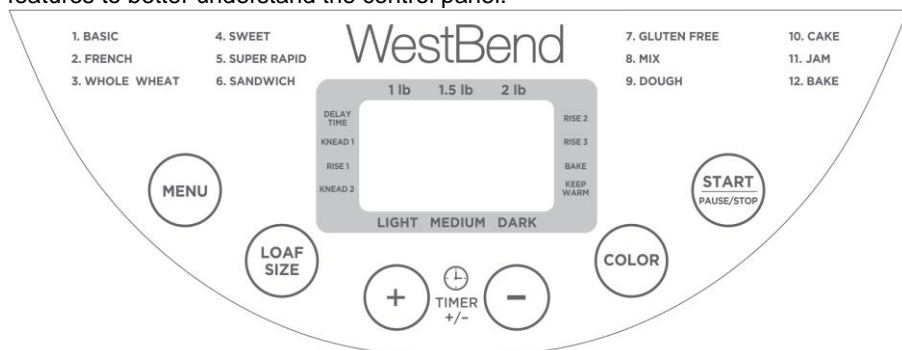 features to better understand the control panel.
1. BASIC
2. FRENCH
3. WHOLE WHEAT
4. SWEET
5. SUPER RAPID
6. SANDWICH
WestBend
7. GLUTEN FREE
8. MIX
9. DOUGH
10. CAKE
11. JAM
12. BAKE
1 lb 1.5 lb 2 lb
DELAY
TIME
KNEAD 1
RISE 1
KNEAD 2
RISE 2
RISE 3
BAKE
KEEP
WARM
LIGHT MEDIUM DARK
MENU
LOAF
SIZE
+
TIMER
+/-
−
COLOR
START
PAUSE/STOP